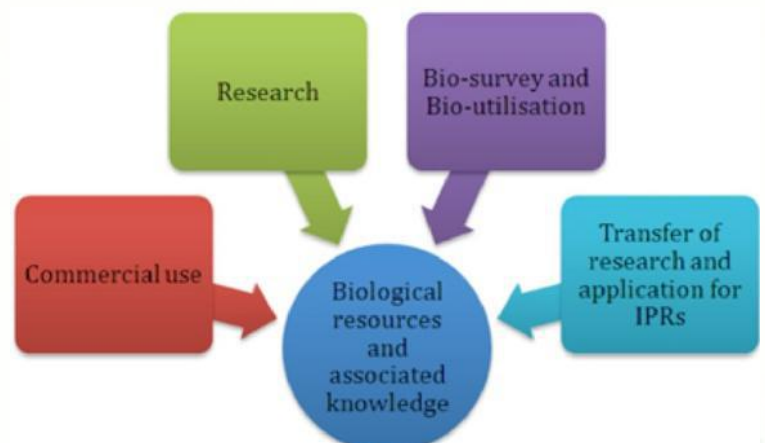 Research
Bio-survey and
Bio-utilisation
Commercial use
Transfer of
research and
application for
IPRs
Biological
resources
and
associated
knowledge